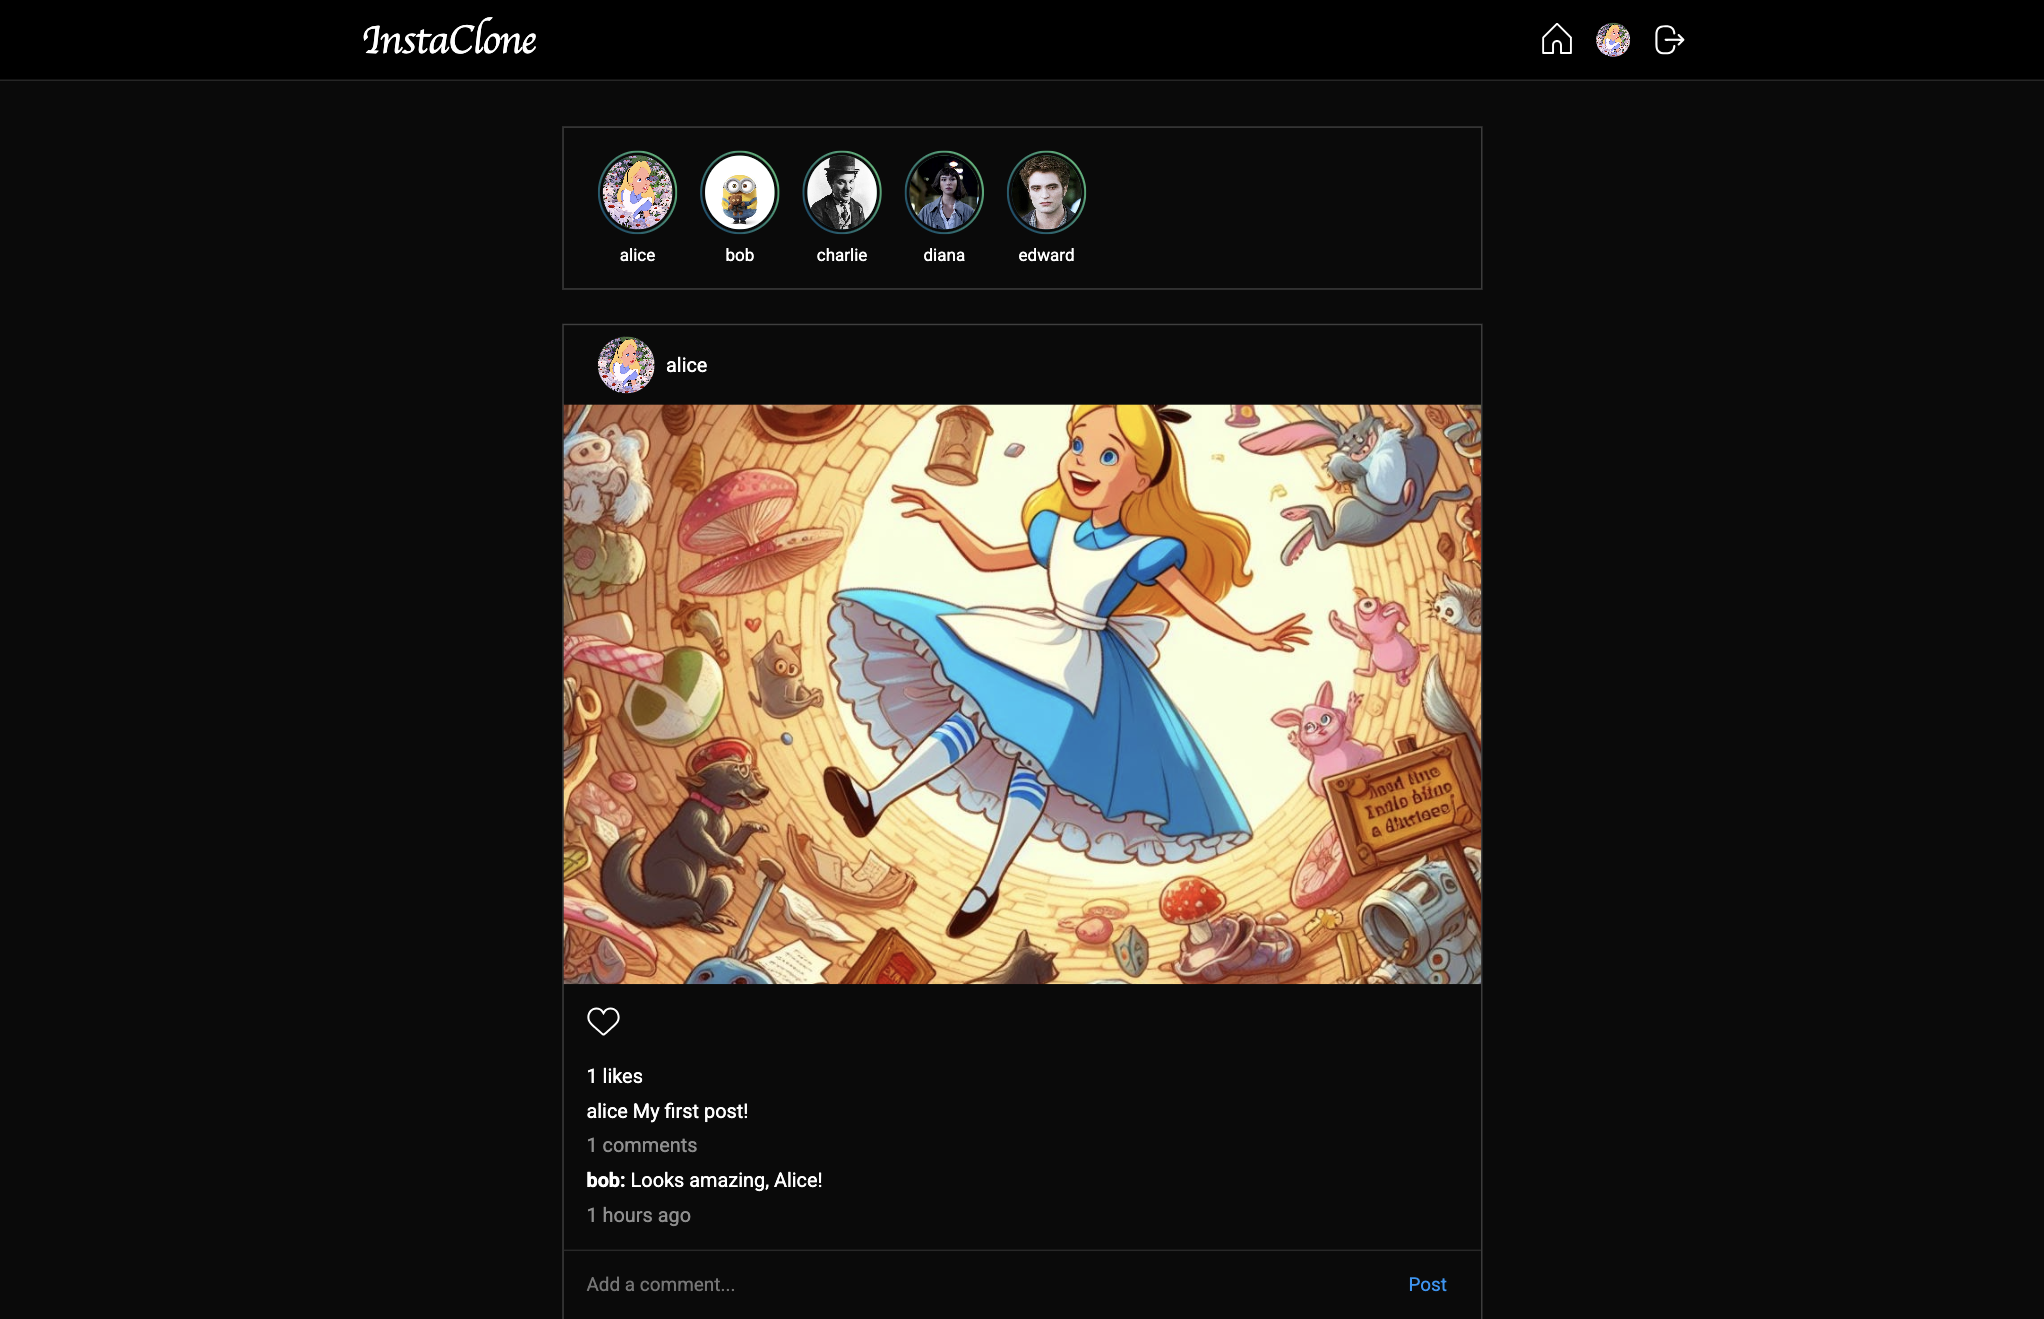 InstaClone
alice
bob
charlie
diana
edward
alice
1 likes
alice My first post!
1 comments
bob: Looks amazing, Alice!
1 hours ago
Add a comment...
Post